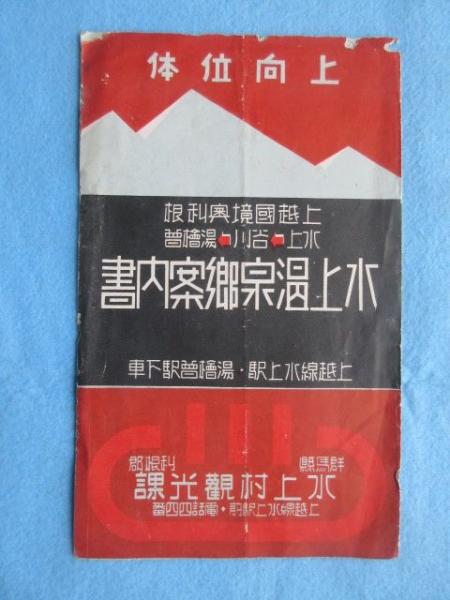 体位向上
上越國境奥利根
水上 谷川 湯檜曽
水上温泉郷案内書
上越線水上駅・湯檜曽駅下車
群馬縣 利根郡
水上村觀光課
上越線水上駅前・電話四四番